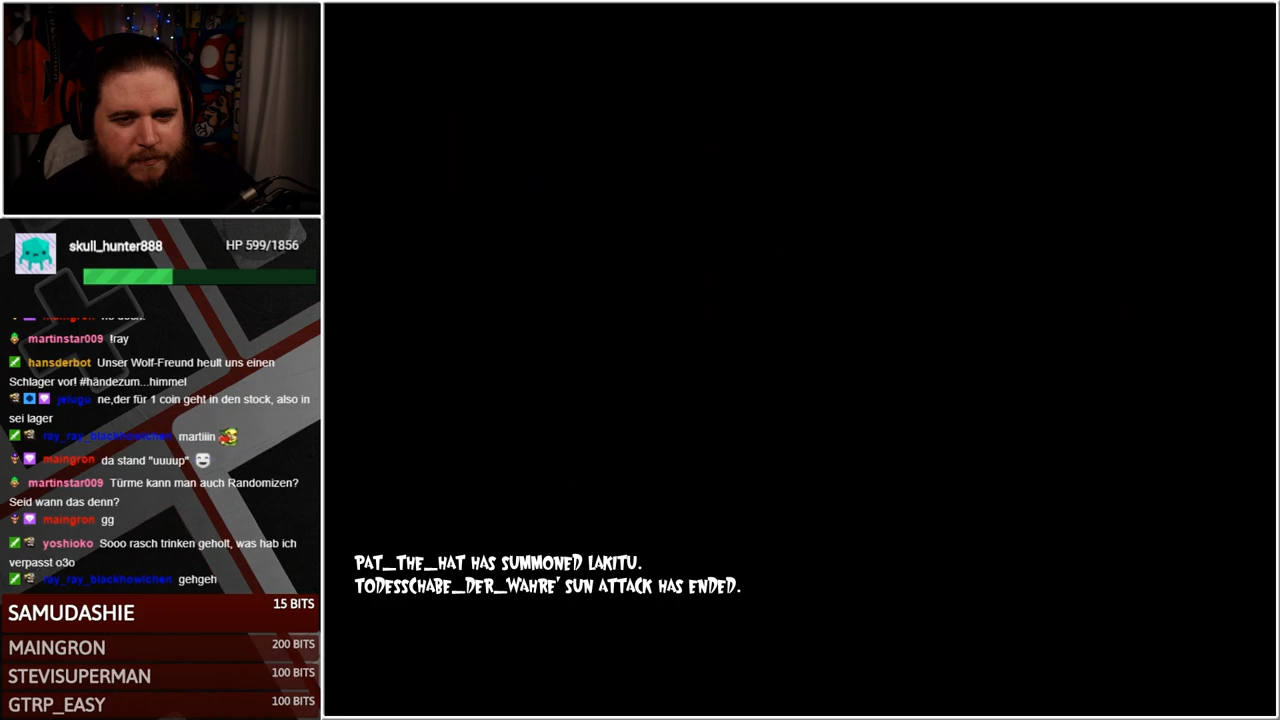 skull_hunter888
HP 599/1856
martinstar009 !ray
hansderbot Unser Wolf-Freund heult uns einen
Schlager vor! #händezum...himmel
jelugu ne,der für 1 coin geht in den stock, also in
sei lager
ray_ray_blackhowlchen martiiin
maingron da stand "uuuup"
martinstar009 Türme kann man auch Randomizen?
Seid wann das denn?
maingron gg
yoshioko Sooo rasch trinken geholt, was hab ich
verpasst o3o
ray_ray_blackhowlchen gehgeh
SAMUDASHIE 15 BITS
MAINGRON 200 BITS
STEVISUPERMAN 100 BITS
GTRP_EASY 100 BITS
PAT_THE_HAT HAS SUMMONED LAKITU.
TODESSCHABE_DER_WAHRE' SUN ATTACK HAS ENDED.